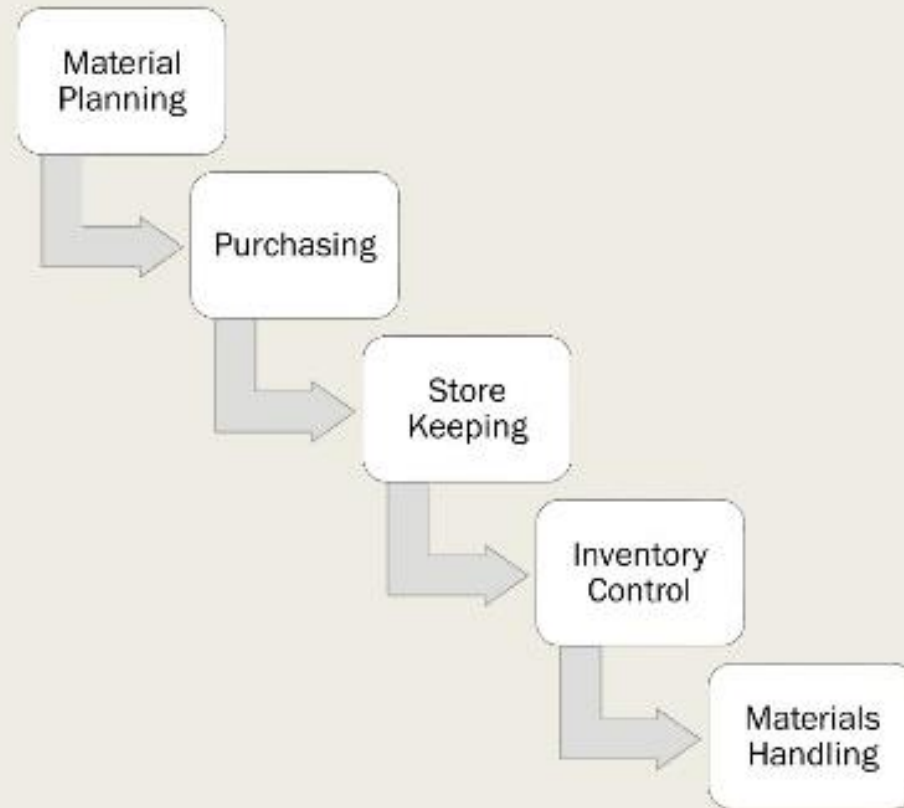 Material
Planning
Purchasing
Store
Keeping
Inventory
Control
Materials
Handling